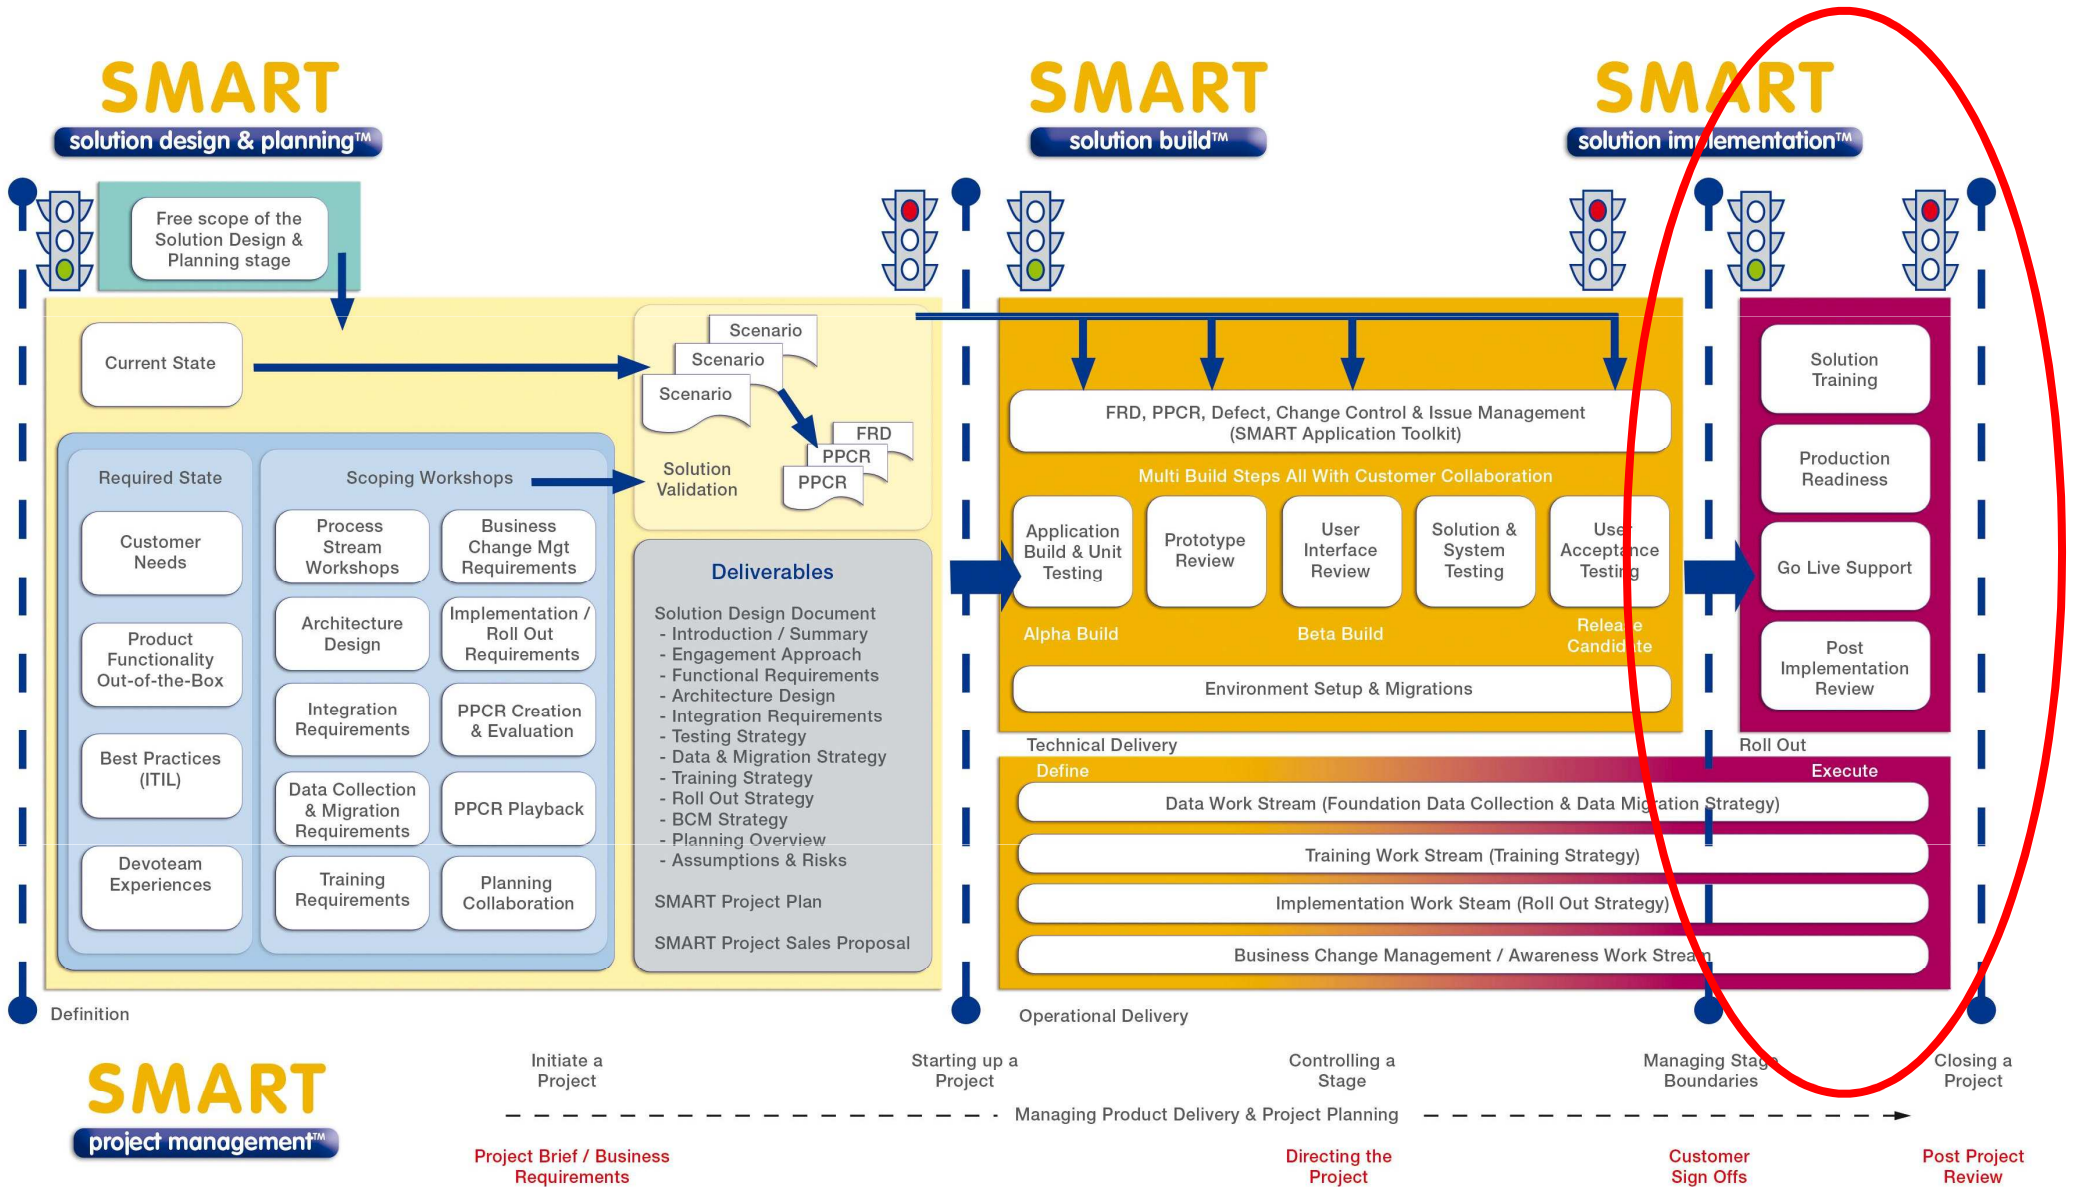 SMART
solution design & planning™
SMART
solution build™
SMART
solution implementation™
Free scope of the
Solution Design &
Planning stage
Current State
Scenario
Scenario
Scenario
FRD
PPCR
PPCR
Solution
Validation
Required State
Customer
Needs
Product
Functionality
Out-of-the-Box
Best Practices
(ITIL)
Devoteam
Experiences
Scoping Workshops
Process
Stream
Workshops
Business
Change Mgt
Requirements
Architecture
Design
Implementation /
Roll Out
Requirements
Integration
Requirements
PPCR Creation
& Evaluation
Data Collection
& Migration
Requirements
PPCR Playback
Training
Requirements
Planning
Collaboration
Deliverables
Solution Design Document
- Introduction / Summary
- Engagement Approach
- Functional Requirements
- Architecture Design
- Integration Requirements
- Testing Strategy
- Data & Migration Strategy
- Training Strategy
- Roll Out Strategy
- BCM Strategy
- Planning Overview
- Assumptions & Risks
SMART Project Plan
SMART Project Sales Proposal
Definition
FRD, PPCR, Defect, Change Control & Issue Management
(SMART Application Toolkit)
Multi Build Steps All With Customer Collaboration
Application
Build & Unit
Testing
Prototype
Review
User
Interface
Review
Solution &
System
Testing
User
Acceptance
Testing
Alpha Build
Beta Build
Release
Candidate
Environment Setup & Migrations
Technical Delivery
Solution
Training
Production
Readiness
Go Live Support
Post
Implementation
Review
Roll Out
Define
Execute
Data Work Stream (Foundation Data Collection & Data Migration Strategy)
Training Work Stream (Training Strategy)
Implementation Work Steam (Roll Out Strategy)
Business Change Management / Awareness Work Stream
Operational Delivery
SMART
project management™
Initiate a
Project
Starting up a
Project
Controlling a
Stage
Managing Stage
Boundaries
Closing a
Project
Managing Product Delivery & Project Planning
Project Brief / Business
Requirements
Directing the
Project
Customer
Sign Offs
Post Project
Review